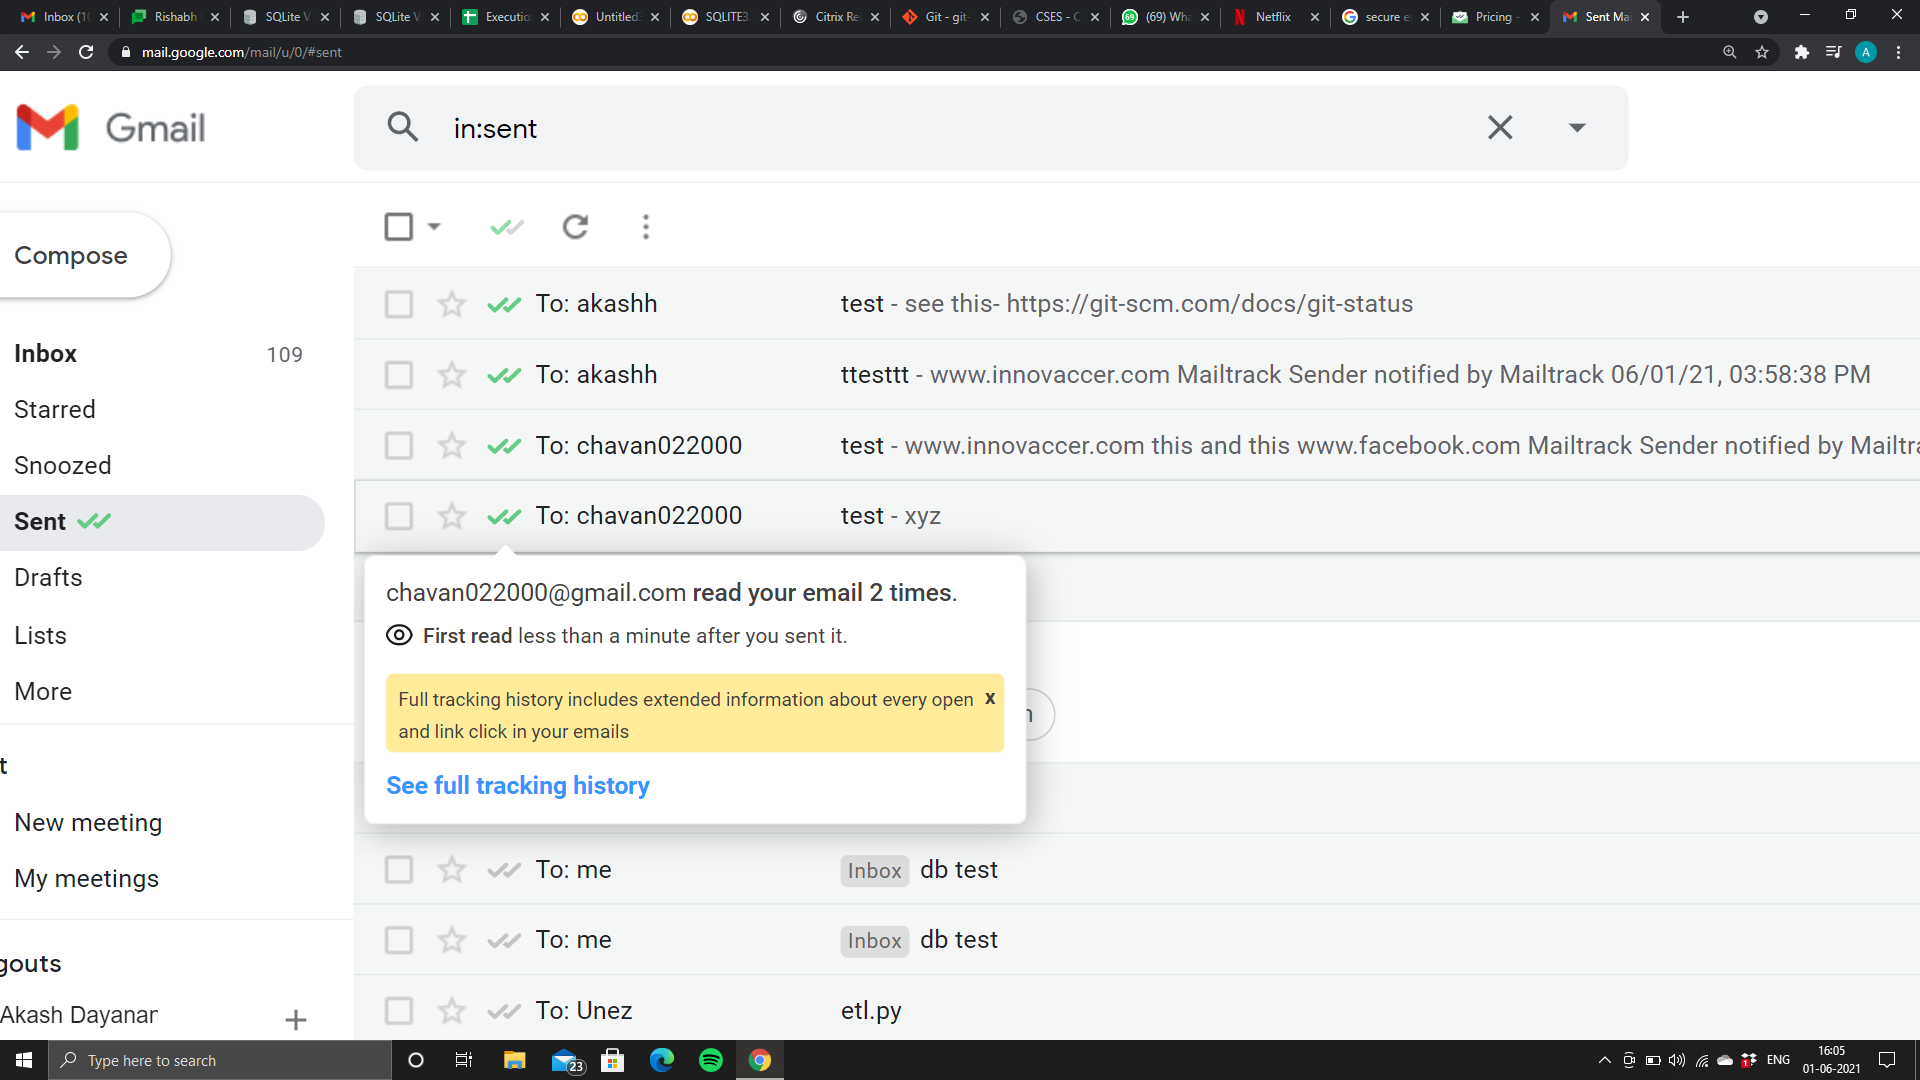 Inbox (10
Rishabh
SQLite V
SQLite V
Executio
Untitled
SQLITE3.
Citrix Re
Git - git-
CSES - C
(69) Wha
Netflix
secure e
Pricing -
Sent Mai
mail.google.com/mail/u/0/#sent
A
Gmail
in:sent
Compose
To: akashh test - see this- https://git-scm.com/docs/git-status
Inbox 109
To: akashh ttesttt - www.innovaccer.com Mailtrack Sender notified by Mailtrack 06/01/21, 03:58:38 PM
Starred
To: chavan022000 test - www.innovaccer.com this and this www.facebook.com Mailtrack Sender notified by Mailtra
Snoozed
To: chavan022000 test - xyz
Sent
Drafts
chavan022000@gmail.com read your email 2 times.
First read less than a minute after you sent it.
Lists
More
Full tracking history includes extended information about every open x
and link click in your emails
See full tracking history
t
n
New meeting
My meetings
To: me Inbox db test
To: me Inbox db test
gouts
To: Unez etl.py
Akash Dayanan
Type here to search
23
1
ENG
16:05
01-06-2021